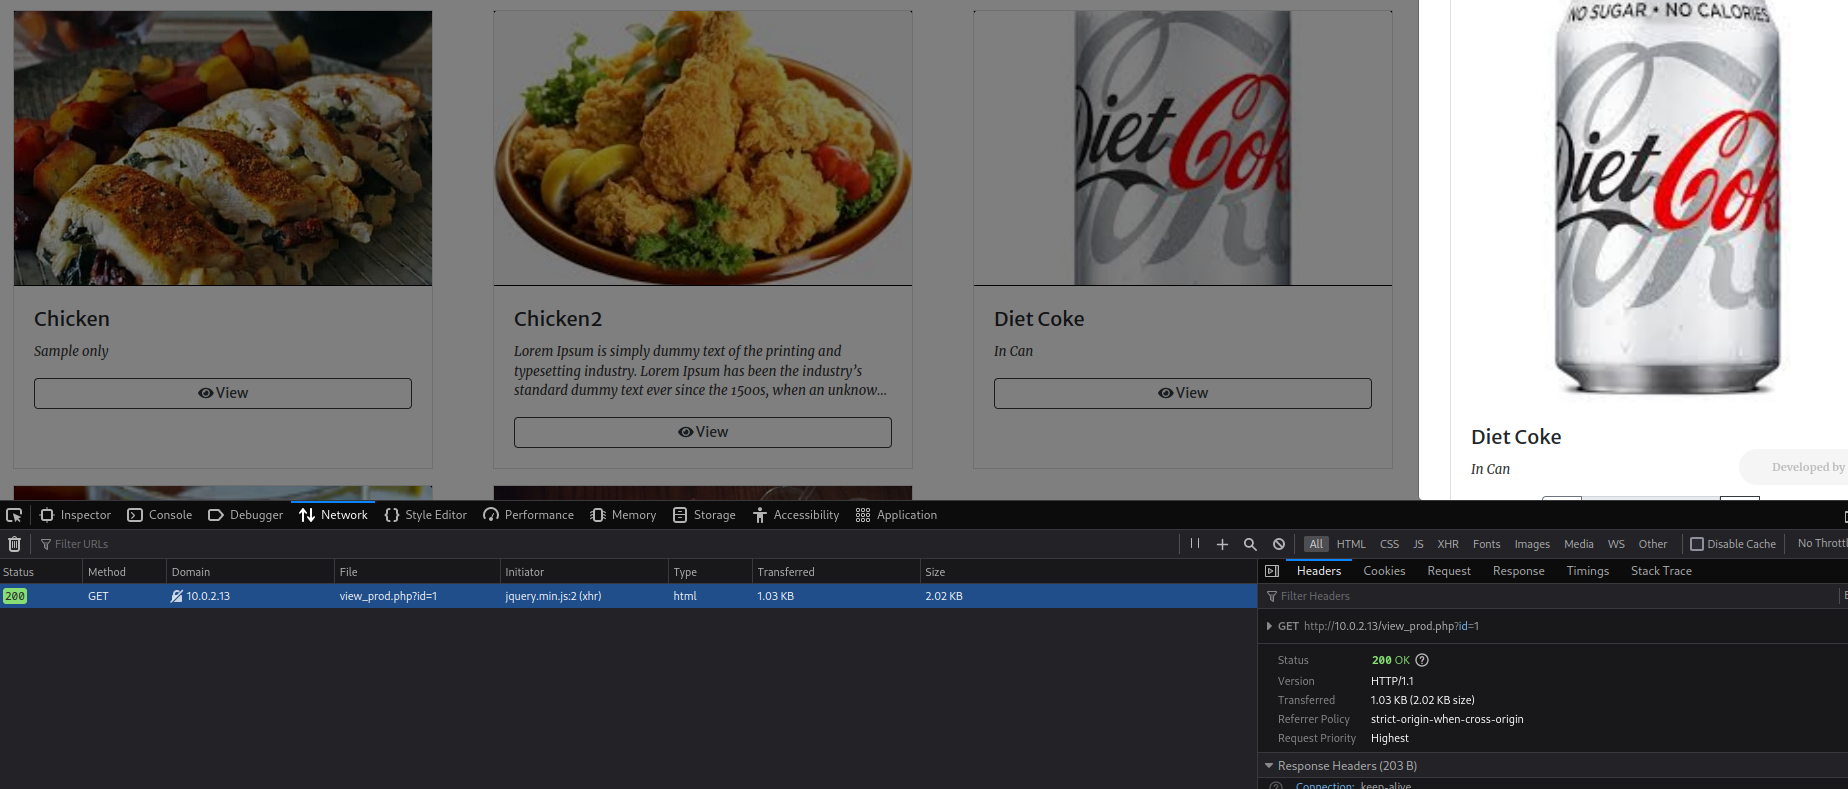 NO SUGAR • NO CALORIES
Diet Coke
Diet Coke
Chicken
Sample only
View
Chicken2
Lorem Ipsum is simply dummy text of the printing and
typesetting industry. Lorem Ipsum has been the industry's
standard dummy text ever since the 1500s, when an unknow...
View
Diet Coke
In Can
View
Diet Coke
In Can
Developed by
Inspector Console Debugger Network Style Editor Performance Memory Storage Accessibility Application
Filter URLs
All HTML CSS JS XHR Fonts Images Media WS Other Disable Cache No Throttl
Status Method Domain File Initiator Type Transferred Size
200 GET 10.0.2.13 view_prod.php?id=1 jquery.min.js:2 (xhr) html 1.03 KB 2.02 KB
Headers Cookies Request Response Timings Stack Trace
Filter Headers
GET http://10.0.2.13/view_prod.php?id=1
Status 200 OK
Version HTTP/1.1
Transferred 1.03 KB (2.02 KB size)
Referrer Policy strict-origin-when-cross-origin
Request Priority Highest
Response Headers (203 B)
Connection: keep-alive